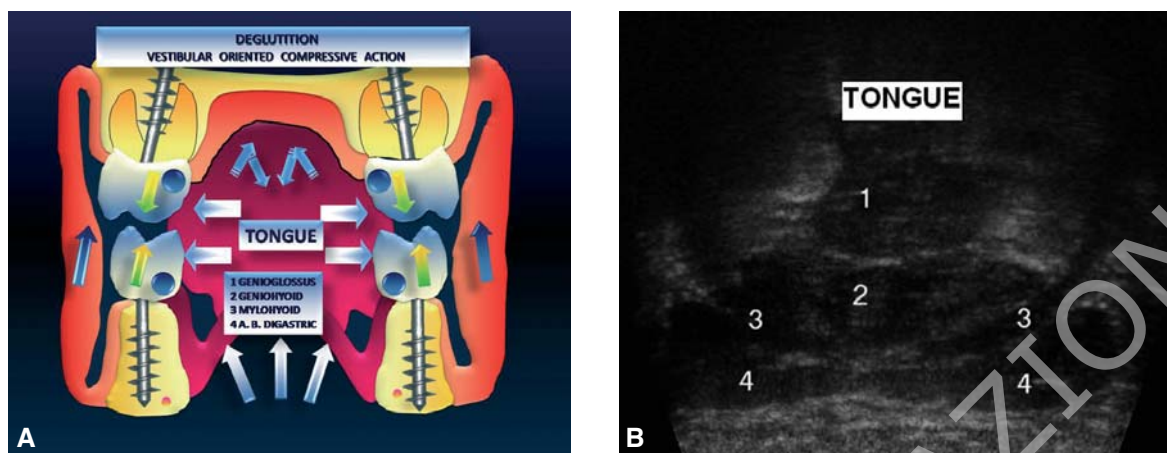 DEGLUTITION
VESTIBULAR ORIENTED COMPRESSIVE ACTION
TONGUE
1 GENIOGLOSSUS
2 GENIOHYOID
3 MYLOHYOID
4 A. B. DIGASTRIC
A
TONGUE
1
2
3
3
4
4
B